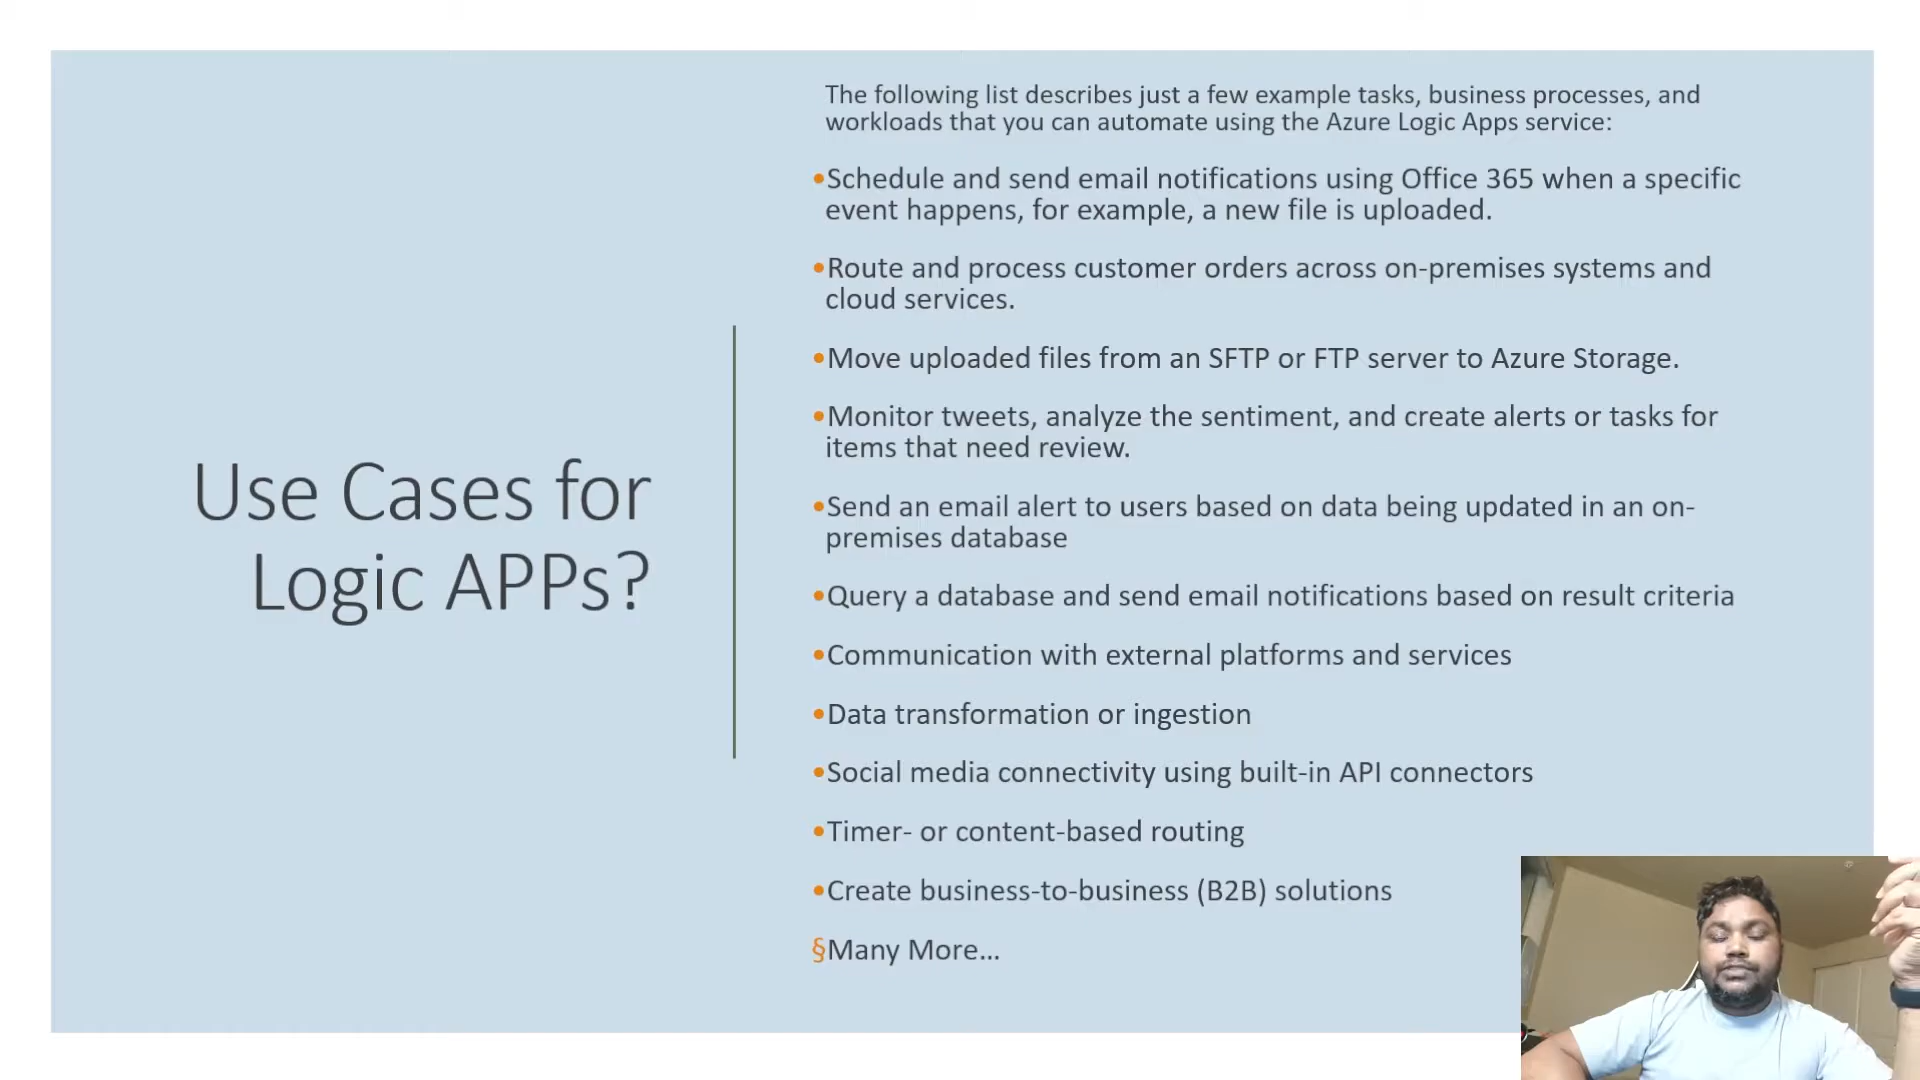 Use Cases for
Logic APPs?
The following list describes just a few example tasks, business processes, and
workloads that you can automate using the Azure Logic Apps service:
•Schedule and send email notifications using Office 365 when a specific
event happens, for example, a new file is uploaded.
•Route and process customer orders across on-premises systems and
cloud services.
•Move uploaded files from an SFTP or FTP server to Azure Storage.
•Monitor tweets, analyze the sentiment, and create alerts or tasks for
items that need review.
•Send an email alert to users based on data being updated in an on-
premises database
•Query a database and send email notifications based on result criteria
•Communication with external platforms and services
•Data transformation or ingestion
•Social media connectivity using built-in API connectors
•Timer- or content-based routing
•Create business-to-business (B2B) solutions
§Many More...